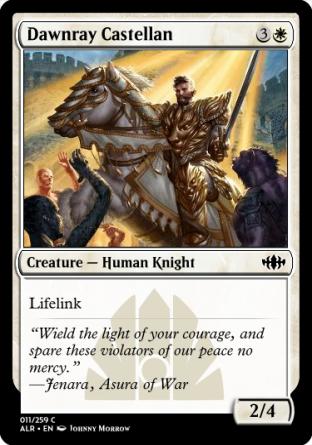 Dawnray Castellan 3
Creature — Human Knight
Lifelink
“Wield the light of your courage, and
spare these violators of our peace no
mercy.”
—Jenara, Asura of War
011/259 C
ALR • EN Johnny Morrow
2/4